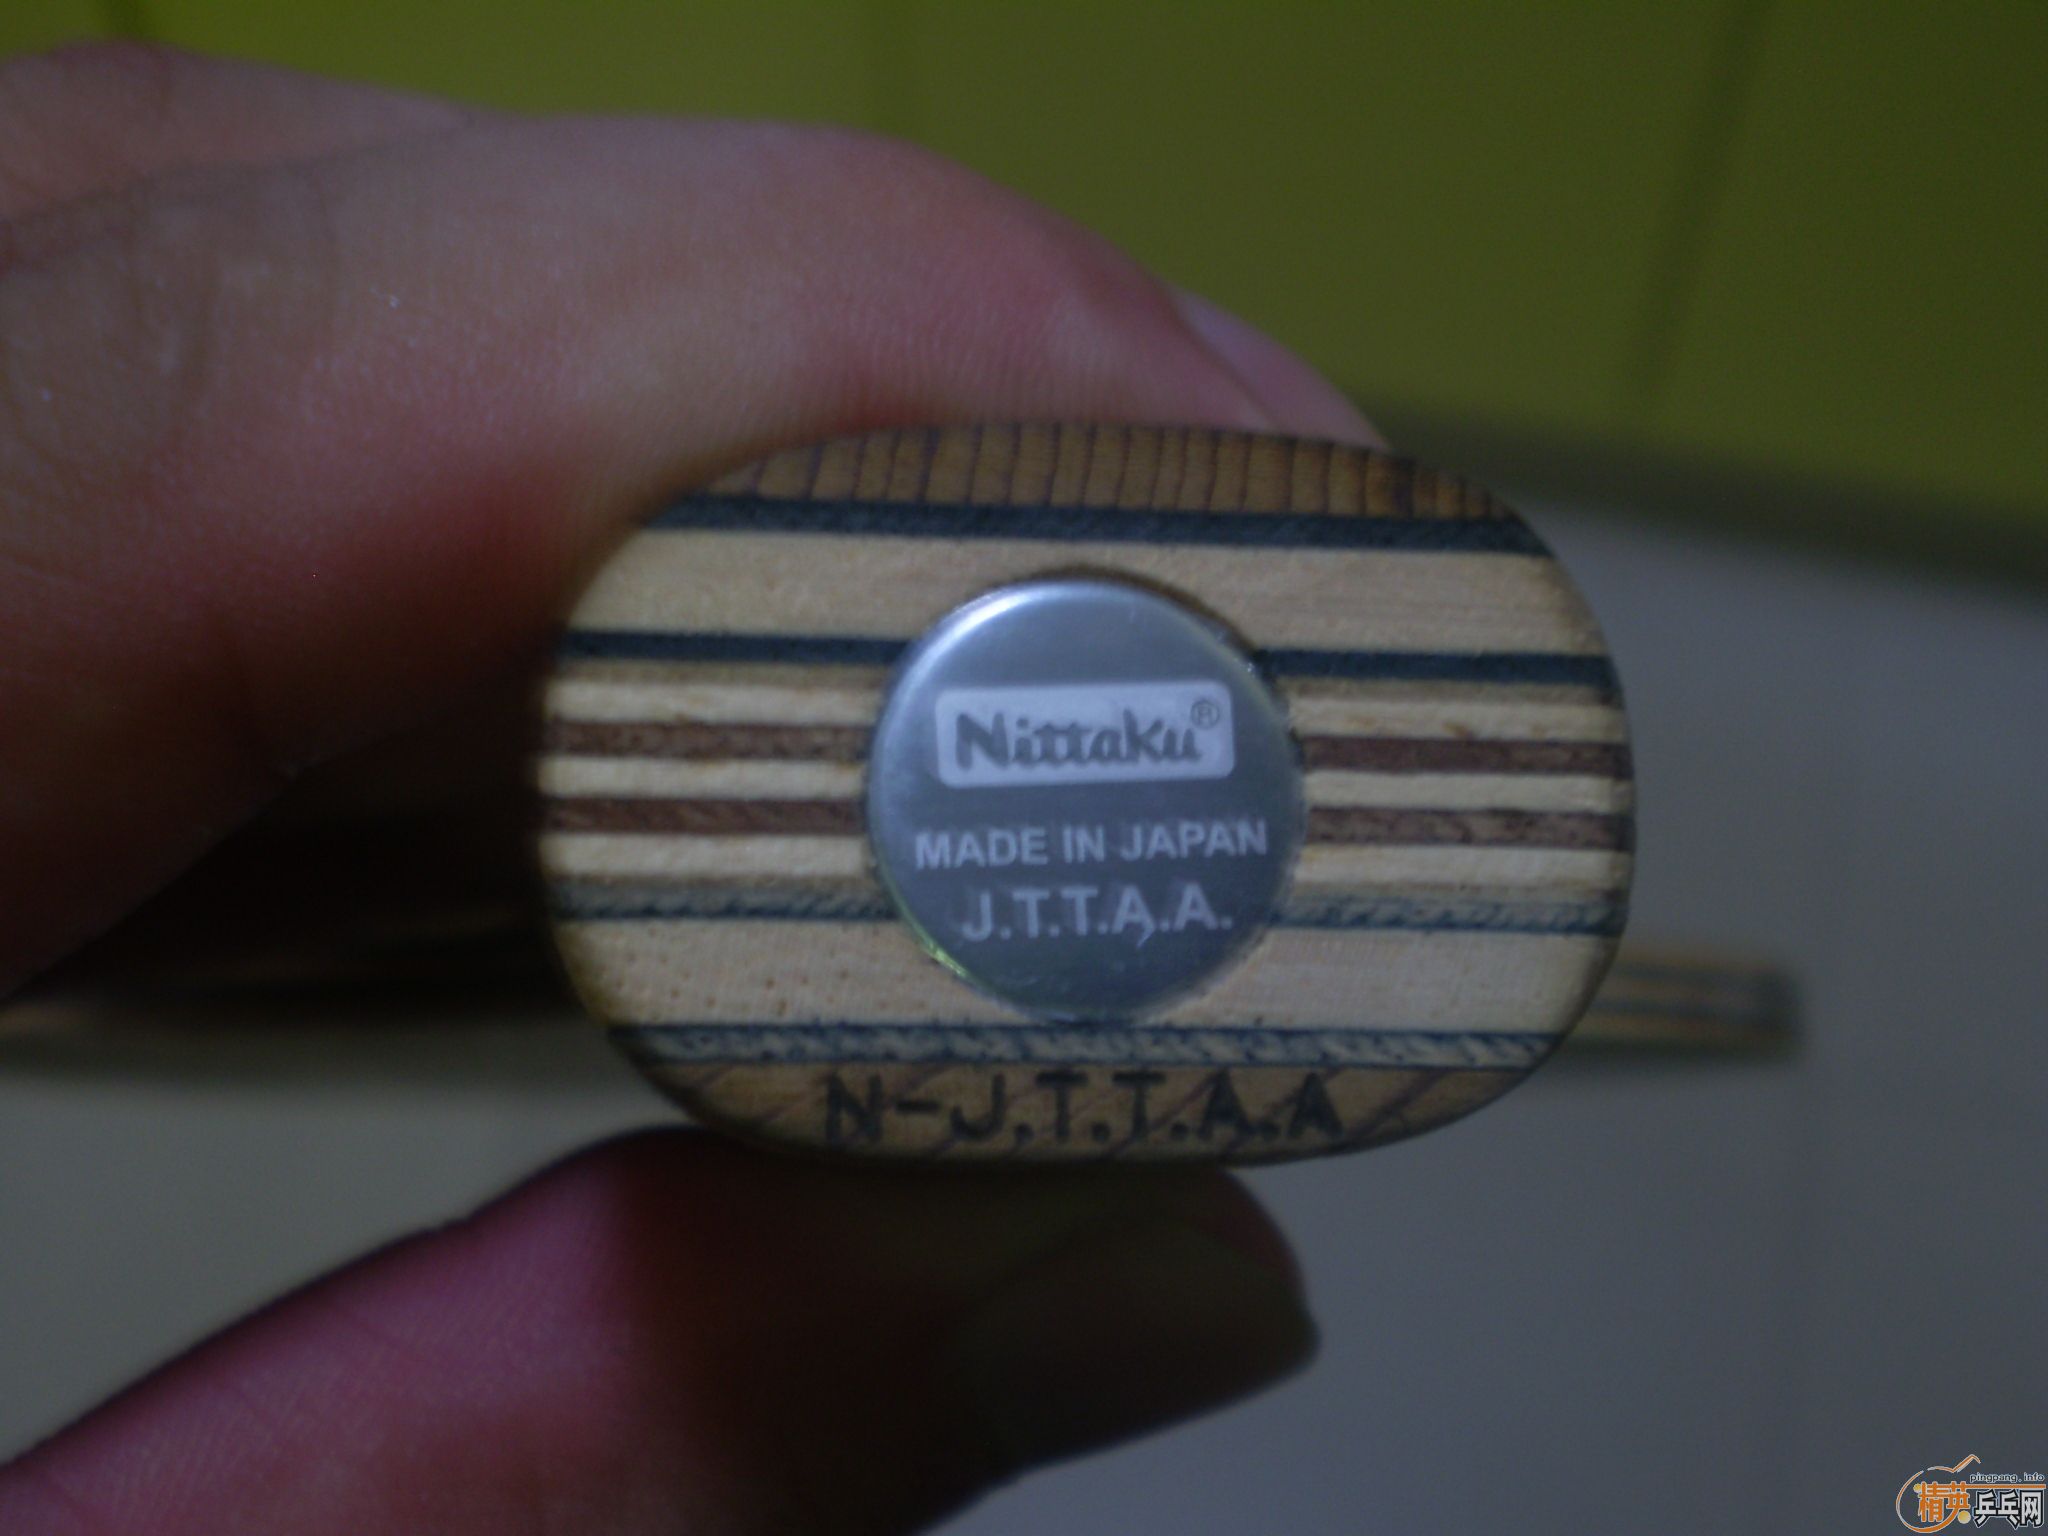 Nittaku®
MADE IN JAPAN
J.T.T.A.A.
N-J.T.T.A.A
pingpang.info
精英乒乓网